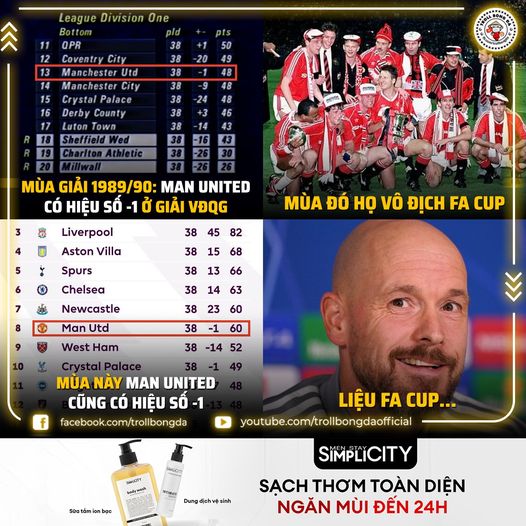 League Division One
Bottom pld +- pts
11 QPR 38 +1 50
12 Coventry City 38 -20 49
13 Manchester Utd 38 -1 48
14 Manchester City 38 -9 48
15 Crystal Palace 38 -24 48
16 Derby County 38 +3 46
17 Luton Town 38 -14 43
R 18 Sheffield Wed 38 -16 43
R 19 Charlton Athletic 38 -26 30
R 20 Millwall 38 -26 26
MÙA GIẢI 1989/90: MAN UNITED
CÓ HIỆU SỐ -1 Ở GIẢI VĐQG
TROLL BÓNG ĐÁ
MÙA ĐÓ HỌ VÔ ĐỊCH FA CUP
3 Liverpool 38 45 82
4 Aston Villa 38 15 68
5 Spurs 38 13 66
6 Chelsea 38 14 63
7 Newcastle 38 23 60
8 Man Utd 38 -1 60
9 West Ham 38 -14 52
10 Crystal Palace 38 -1 49
MÙA NÀY MAN UNITED
CŨNG CÓ HIỆU SỐ -1
LIỆU FA CUP...
facebook.com/trollbongda
youtube.com/trollbongdaofficial
MEN STAY
SIMPLICITY
SẠCH THƠM TOÀN DIỆN
NGĂN MÙI ĐẾN 24H
SIMPLICITY
body wash
Sữa tắm ion bạc
Dung dịch vệ sinh